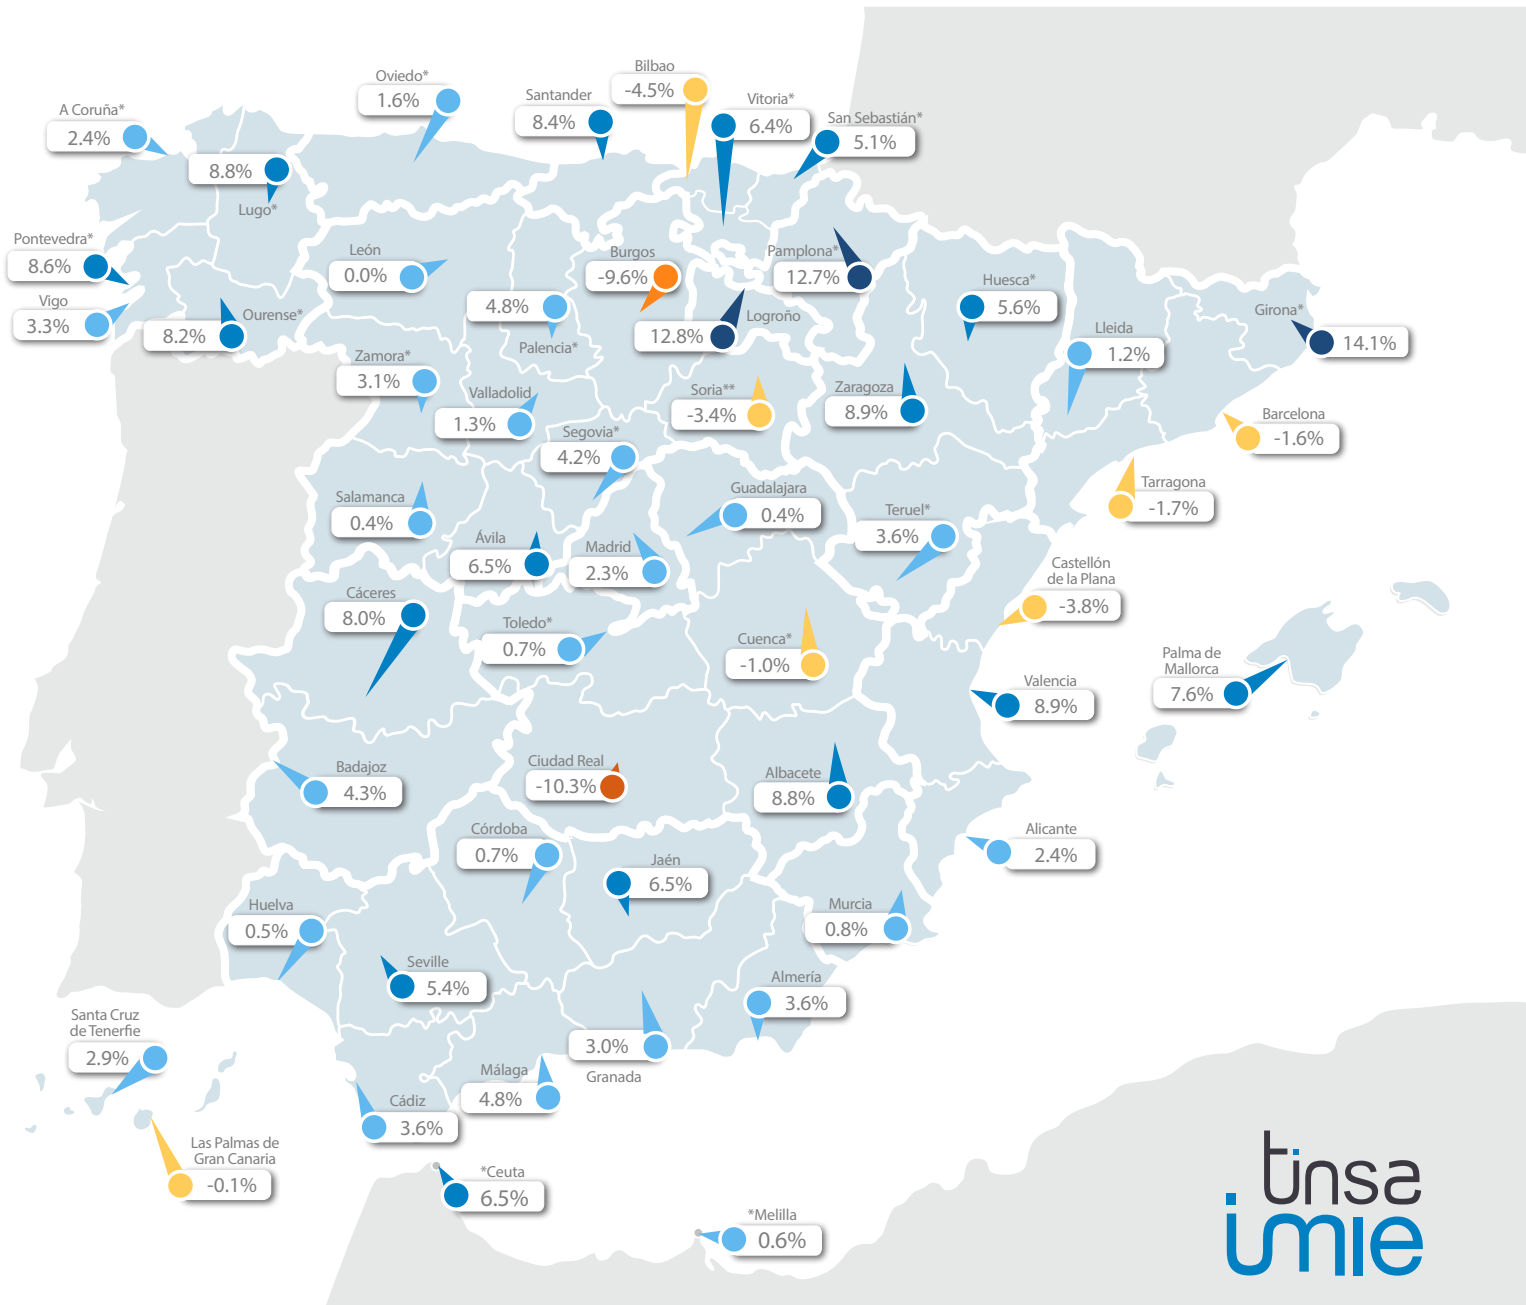 Oviedo*
1.6%
Bilbao
-4.5%
Santander
8.4%
Vitoria*
6.4%
San Sebastián*
5.1%
A Coruña*
2.4%
8.8%
Lugo*
Pontevedra*
8.6%
Vigo
3.3%
Ourense*
8.2%
León
0.0%
4.8%
Palencia*
Burgos
-9.6%
Pamplona*
12.7%
Logroño
12.8%
Huesca*
5.6%
Lleida
1.2%
Girona*
14.1%
Zamora*
3.1%
Valladolid
1.3%
Segovia*
4.2%
Soria**
-3.4%
Zaragoza
8.9%
Barcelona
-1.6%
Tarragona
-1.7%
Salamanca
0.4%
Ávila
6.5%
Madrid
2.3%
Guadalajara
0.4%
Teruel*
3.6%
Castellón
de la Plana
-3.8%
Cáceres
8.0%
Toledo*
0.7%
Cuenca*
-1.0%
Valencia
8.9%
Palma de
Mallorca
7.6%
Badajoz
4.3%
Ciudad Real
-10.3%
Albacete
8.8%
Alicante
2.4%
Córdoba
0.7%
Jaén
6.5%
Murcia
0.8%
Huelva
0.5%
Seville
5.4%
Almería
3.6%
3.0%
Granada
Santa Cruz
de Tenerfie
2.9%
Málaga
4.8%
Cádiz
3.6%
Las Palmas de
Gran Canaria
-0.1%
*Ceuta
6.5%
*Melilla
0.6%
tinsa
imie